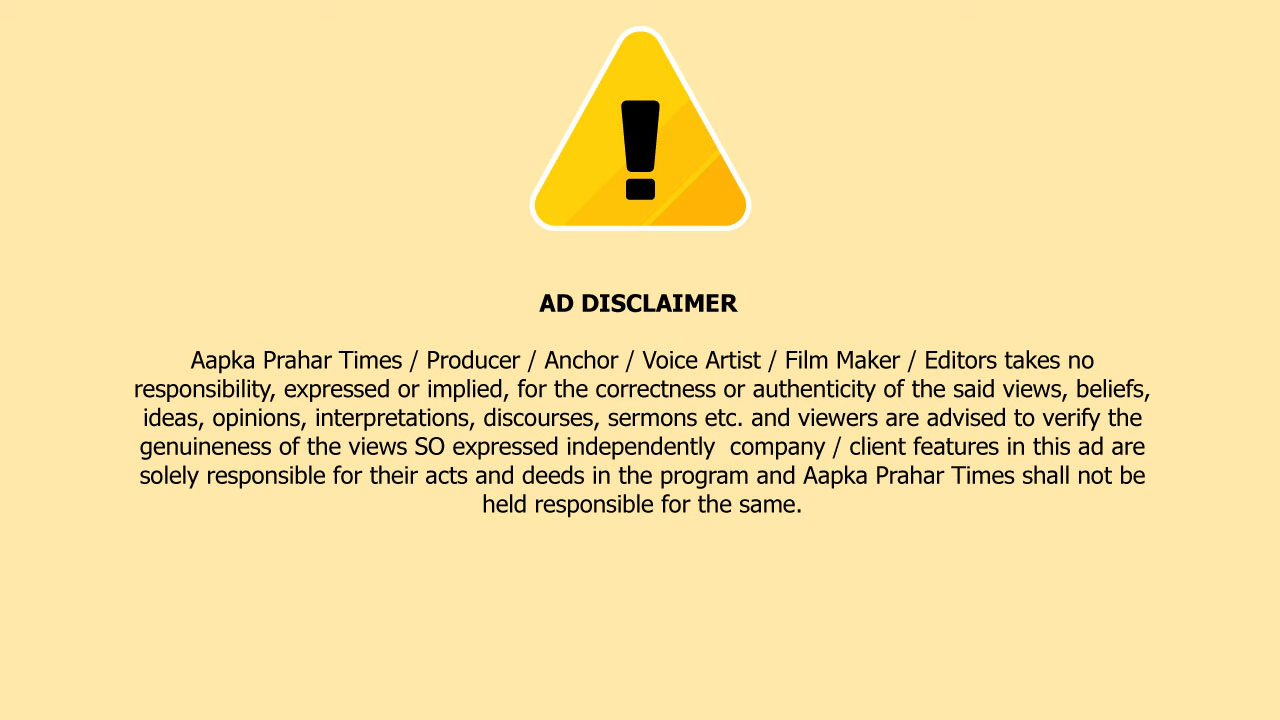 AD DISCLAIMER
Aapka Prahar Times / Producer / Anchor / Voice Artist / Film Maker / Editors takes no
responsibility, expressed or implied, for the correctness or authenticity of the said views, beliefs,
ideas, opinions, interpretations, discourses, sermons etc. and viewers are advised to verify the
genuineness of the views SO expressed independently  company / client features in this ad are
solely responsible for their acts and deeds in the program and Aapka Prahar Times shall not be
held responsible for the same.